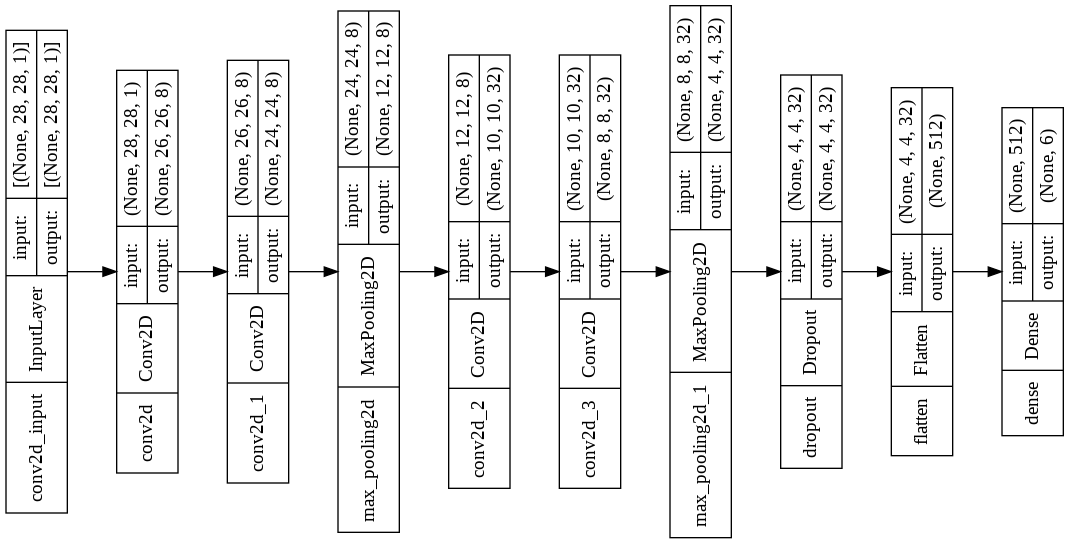 conv2d_input
InputLayer
input:
[(None, 28, 28, 1)]
output:
[(None, 28, 28, 1)]
conv2d
Conv2D
input:
(None, 28, 28, 1)
output:
(None, 26, 26, 8)
conv2d_1
Conv2D
input:
(None, 26, 26, 8)
output:
(None, 24, 24, 8)
max_pooling2d
MaxPooling2D
input:
(None, 24, 24, 8)
output:
(None, 12, 12, 8)
conv2d_2
Conv2D
input:
(None, 12, 12, 8)
output:
(None, 10, 10, 32)
conv2d_3
Conv2D
input:
(None, 10, 10, 32)
output:
(None, 8, 8, 32)
max_pooling2d_1
MaxPooling2D
input:
(None, 8, 8, 32)
output:
(None, 4, 4, 32)
dropout
Dropout
input:
(None, 4, 4, 32)
output:
(None, 4, 4, 32)
flatten
Flatten
input:
(None, 4, 4, 32)
output:
(None, 512)
dense
Dense
input:
(None, 512)
output:
(None, 6)